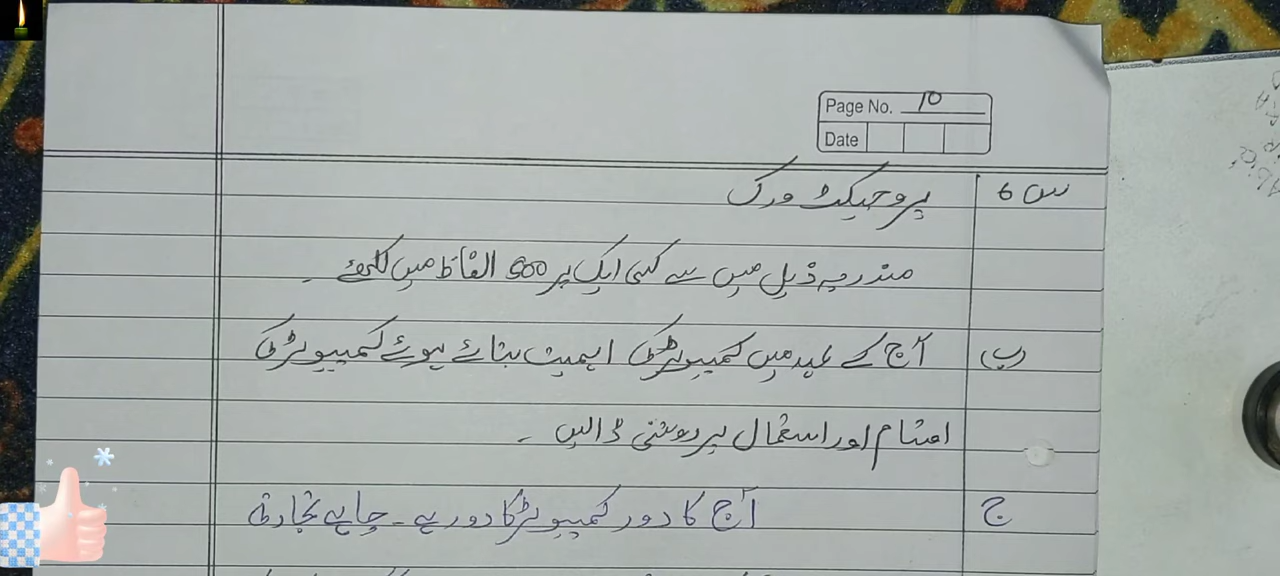 Page No. 10
Date
س 6 پروجیکٹ ورک
مندرجہ ذیل میں سے کسی ایک پر 500 الفاظ میں لکھئے ۔
(ب) آج کے عہد میں کمپیوٹر کی اہمیت بتاتے ہوئے کمپیوٹر کی
اقسام اور استعمال پر روشنی ڈالیں ۔
ج آج کا دور کمپیوٹر کا دور ہے ۔ چاہے تجارتی